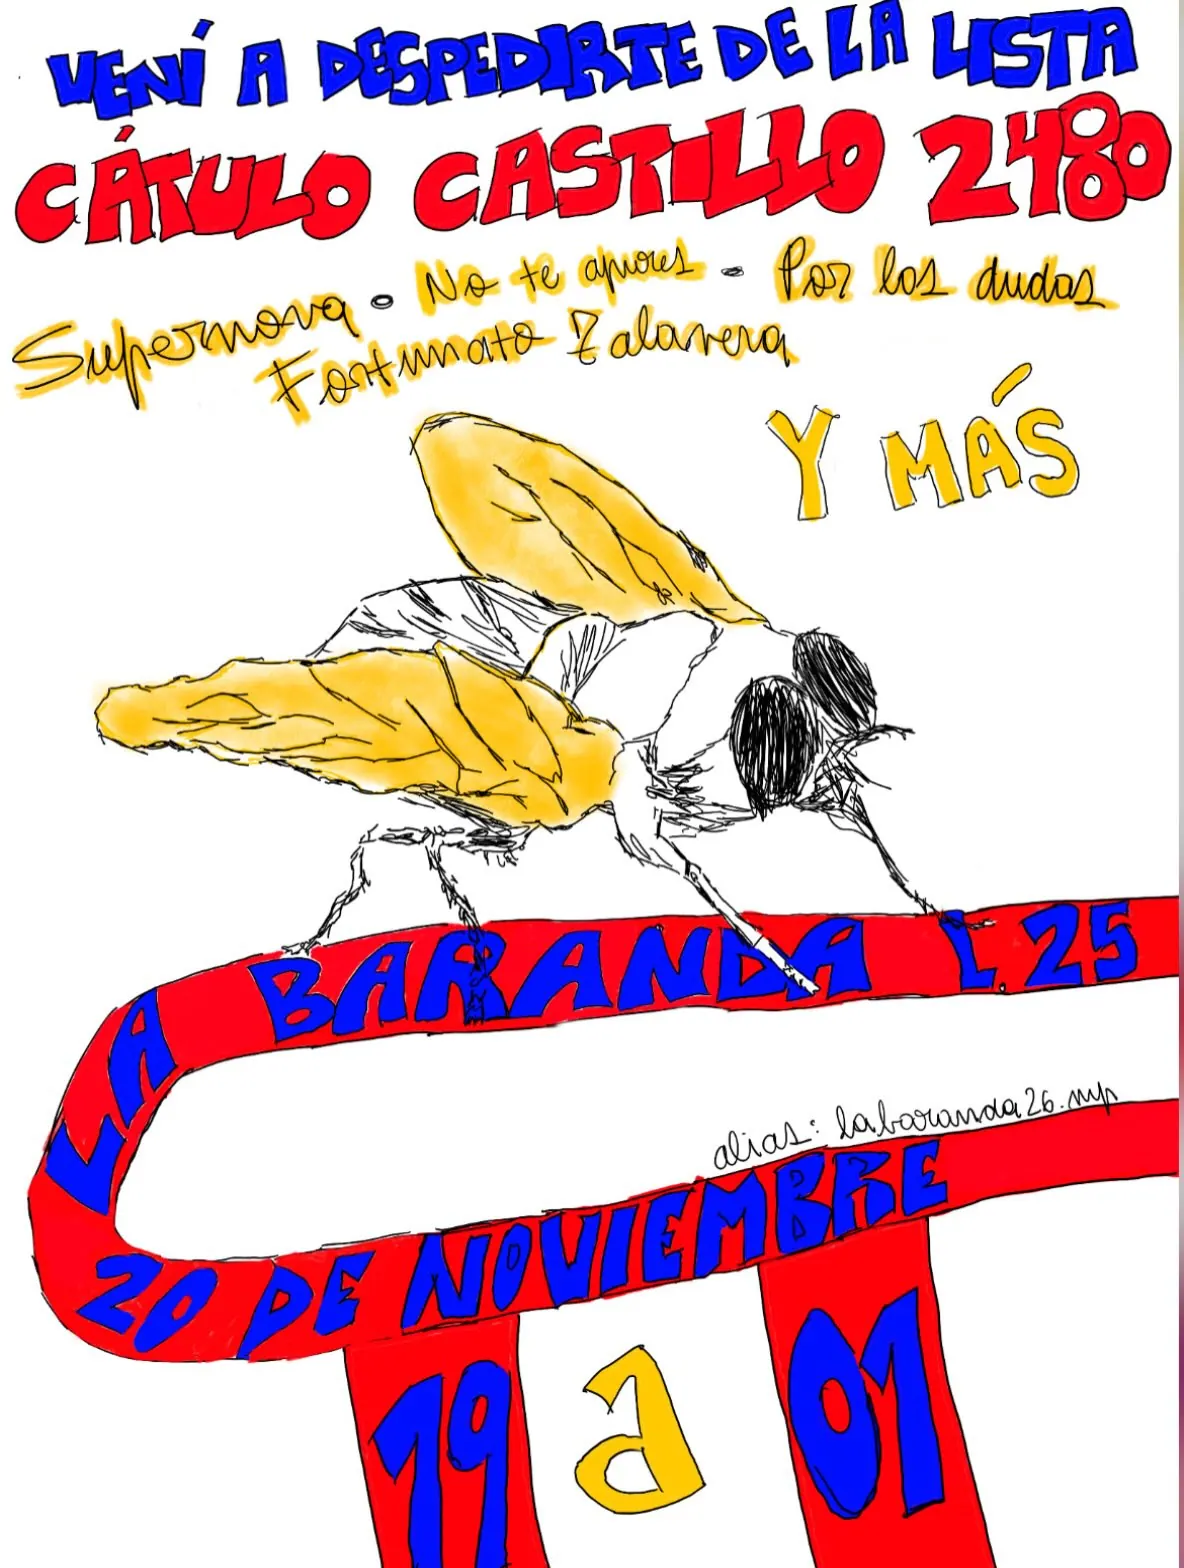 VENÍ A DESPEDIRTE DE LA LISTA
CÁTULO CASTILLO 2480
Supernova • No te apures - Por las dudas
Fortunato Zalavera
Y MÁS
LA BARANDA L.25
alias: labaranda26.mp
20 DE NOVIEMBRE
19 a 01